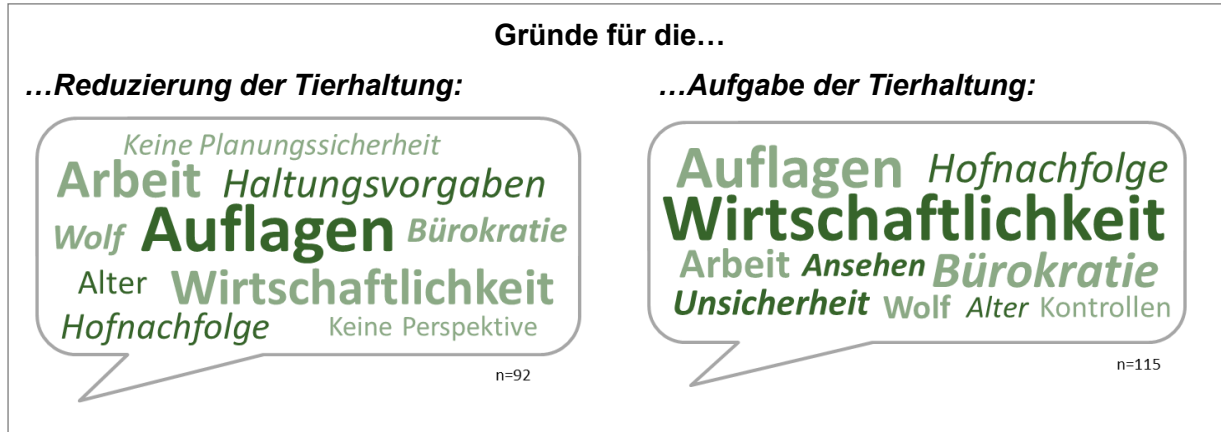 Gründe für die…
…Reduzierung der Tierhaltung:
Keine Planungssicherheit
Arbeit Haltungsvorgaben
Wolf Auflagen Bürokratie
Alter Wirtschaftlichkeit
Hofnachfolge Keine Perspektive
n=92
…Aufgabe der Tierhaltung:
Auflagen Hofnachfolge
Wirtschaftlichkeit
Arbeit Ansehen Bürokratie
Unsicherheit Wolf Alter Kontrollen
n=115